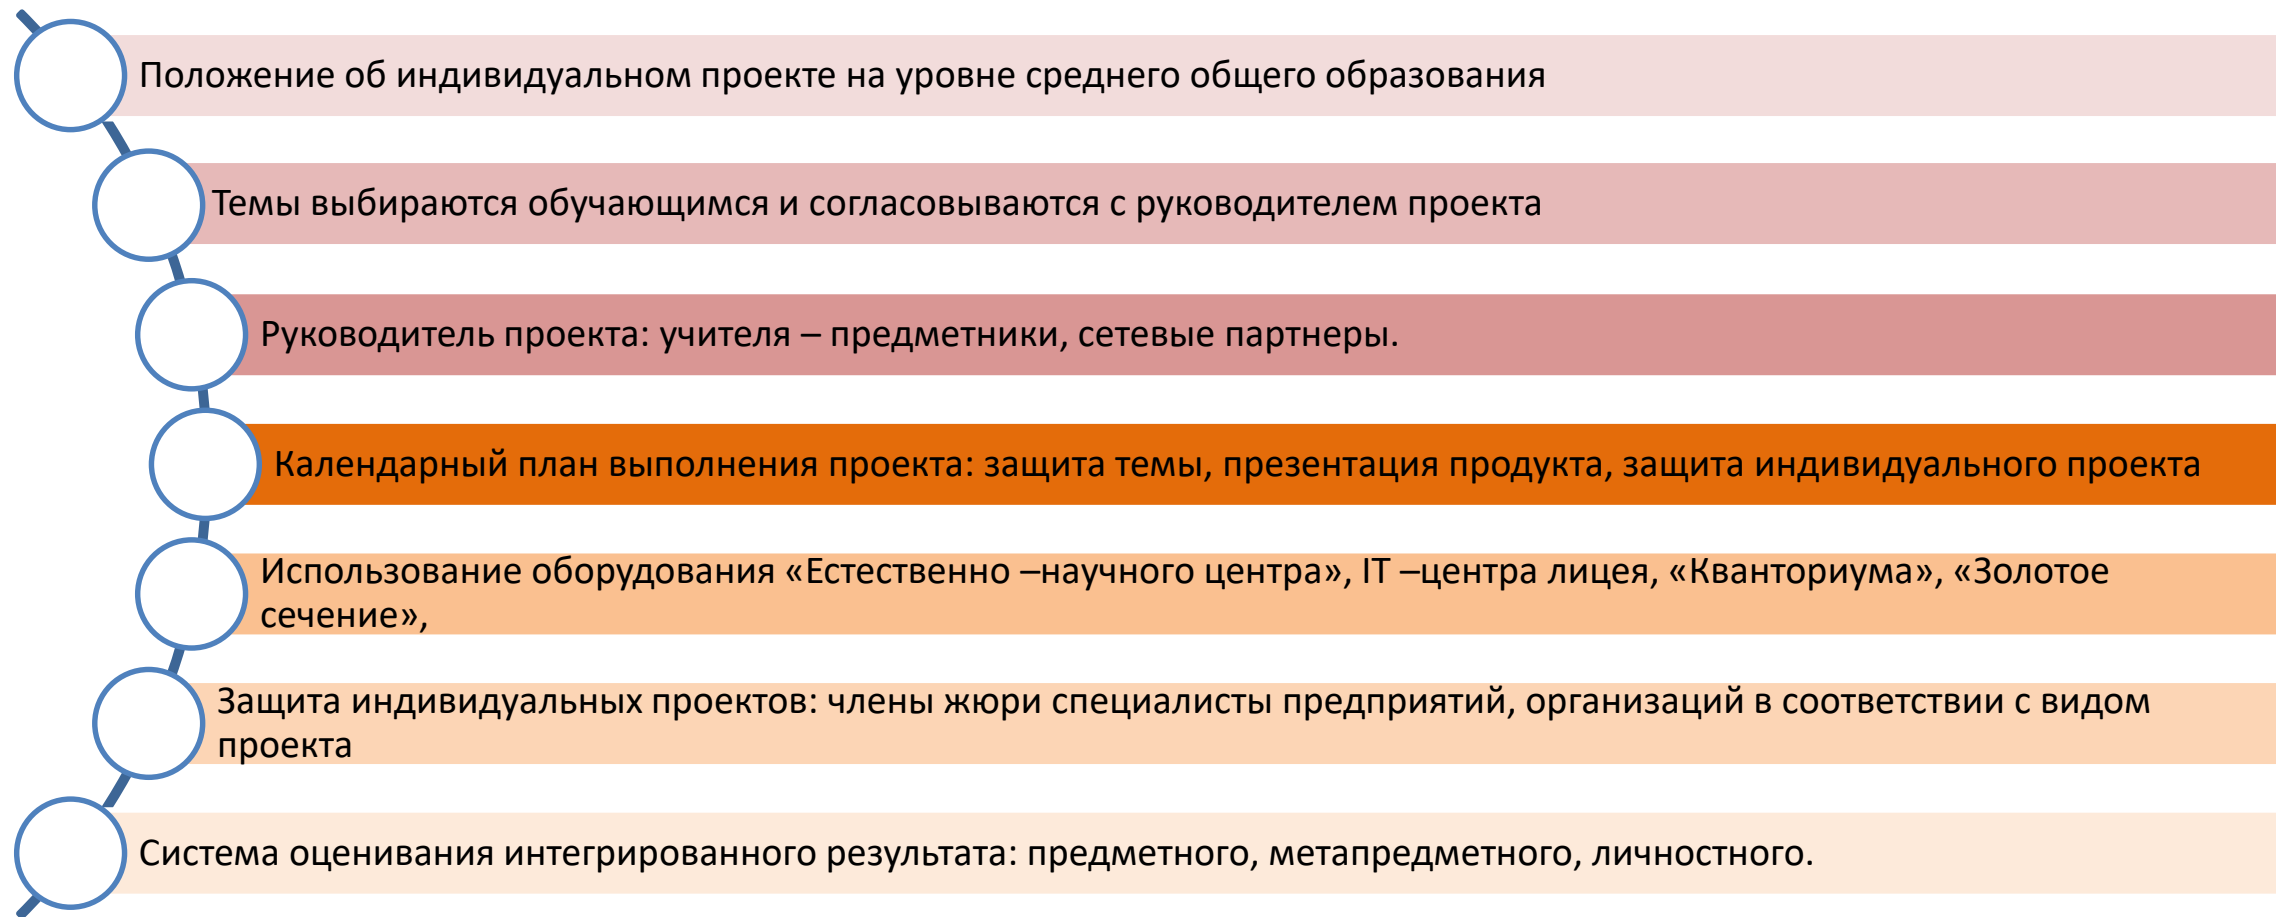 Положение об индивидуальном проекте на уровне среднего общего образования
Темы выбираются обучающимся и согласовываются с руководителем проекта
Руководитель проекта: учителя – предметники, сетевые партнеры.
Календарный план выполнения проекта: защита темы, презентация продукта, защита индивидуального проекта
Использование оборудования «Естественно –научного центра», IT –центра лицея, «Кванториума», «Золотое
сечение»,
Защита индивидуальных проектов: члены жюри специалисты предприятий, организаций в соответствии с видом
проекта
Система оценивания интегрированного результата: предметного, метапредметного, личностного.